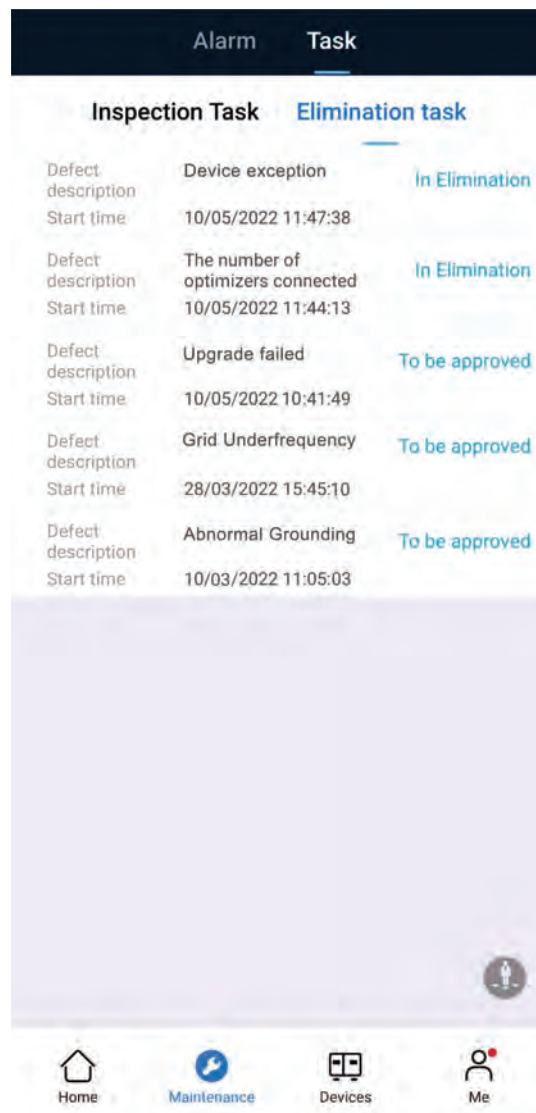 Alarm Task
Inspection Task Elimination task
Defect description Device exception In Elimination
Start time 10/05/2022 11:47:38
Defect description The number of optimizers connected In Elimination
Start time 10/05/2022 11:44:13
Defect description Upgrade failed To be approved
Start time 10/05/2022 10:41:49
Defect description Grid Underfrequency To be approved
Start time 28/03/2022 15:45:10
Defect description Abnormal Grounding To be approved
Start time 10/03/2022 11:05:03
Home Maintenance Devices Me